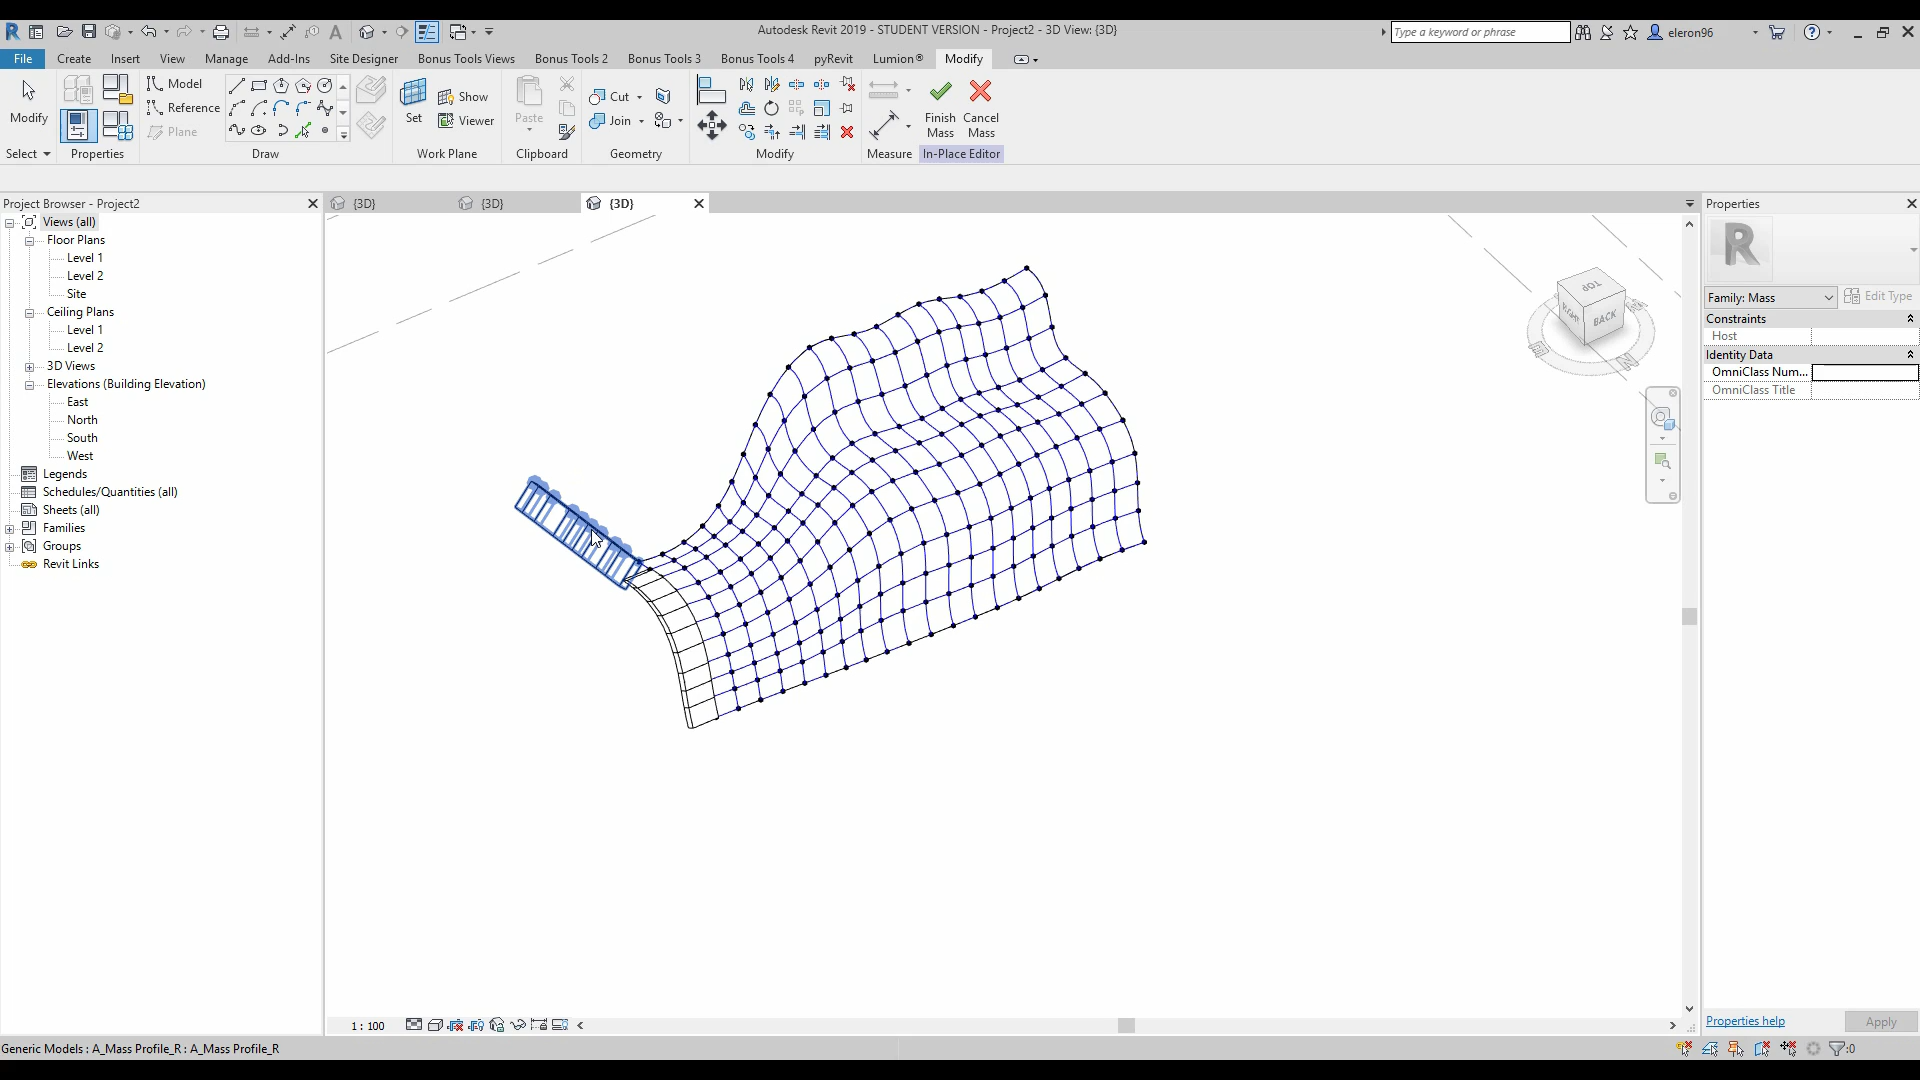 Autodesk Revit 2019 - STUDENT VERSION - Project2 - 3D View: {3D}
Type a keyword or phrase
eleron96
File
Create
Insert
View
Manage
Add-Ins
Site Designer
Bonus Tools Views
Bonus Tools 2
Bonus Tools 3
Bonus Tools 4
pyRevit
Lumion®
Modify
Modify
Model
Reference
Plane
Set
Show
Viewer
Paste
Cut
Join
Finish
Mass
Cancel
Mass
Select
Properties
Draw
Work Plane
Clipboard
Geometry
Modify
Measure
In-Place Editor
Project Browser - Project2
{3D}
{3D}
{3D}
Properties
Views (all)
Floor Plans
Level 1
Level 2
Site
Ceiling Plans
Level 1
Level 2
3D Views
Elevations (Building Elevation)
East
North
South
West
Legends
Schedules/Quantities (all)
Sheets (all)
Families
Groups
Revit Links
TOP
RIGHT
BACK
E
N
Family: Mass
Edit Type
Constraints
Host
Identity Data
OmniClass Num...
OmniClass Title
Properties help
Apply
1 : 100
Generic Models : A_Mass Profile_R : A_Mass Profile_R
:0